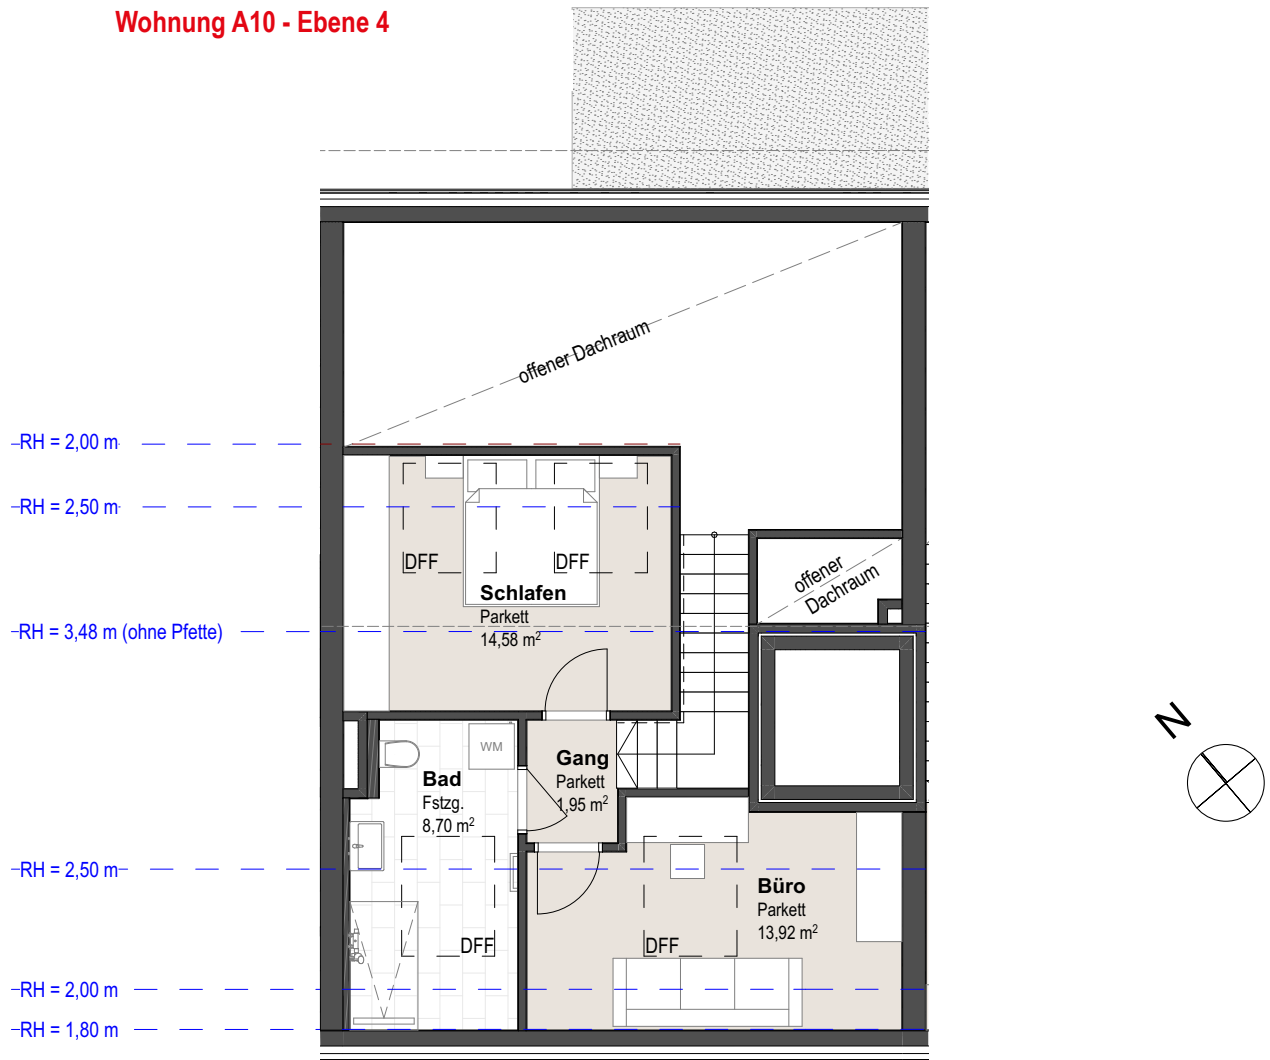 Wohnung A10 - Ebene 4
offener Dachraum
RH = 2,00 m
RH = 2,50 m
DFF
DFF
offener
Dachraum
Schlafen
Parkett
14,58 m²
RH = 3,48 m (ohne Pfette)
N
WM
Gang
Parkett
1,95 m²
Bad
Fstzg.
8,70 m²
RH = 2,50 m
Büro
Parkett
13,92 m²
DFF
DFF
RH = 2,00 m
RH = 1,80 m